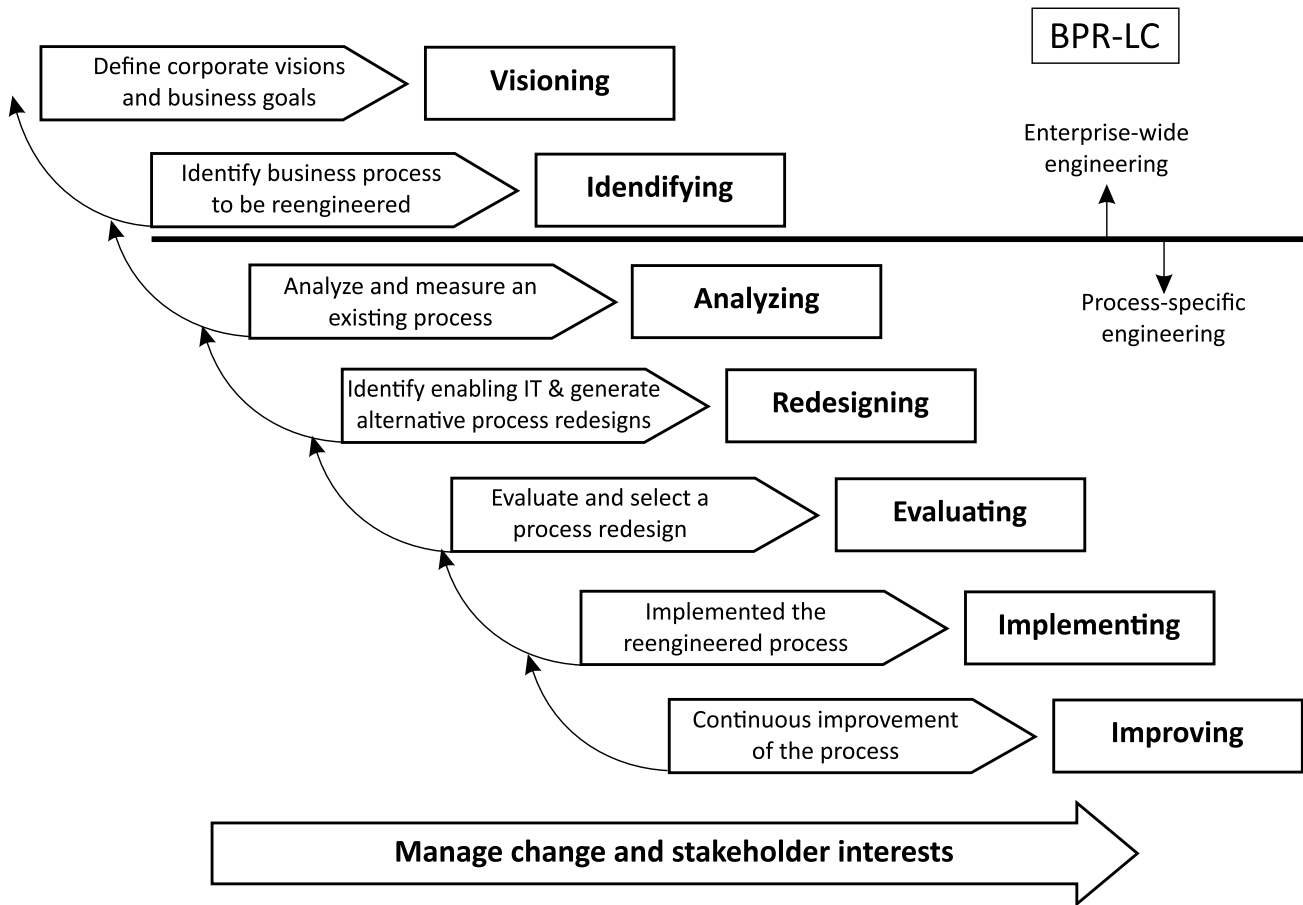 BPR-LC
Define corporate visions
and business goals
Visioning
Enterprise-wide
engineering
Identify business process
to be reengineered
Idendifying
Analyze and measure an
existing process
Analyzing
Process-specific
engineering
Identify enabling IT & generate
alternative process redesigns
Redesigning
Evaluate and select a
process redesign
Evaluating
Implemented the
reengineered process
Implementing
Continuous improvement
of the process
Improving
Manage change and stakeholder interests